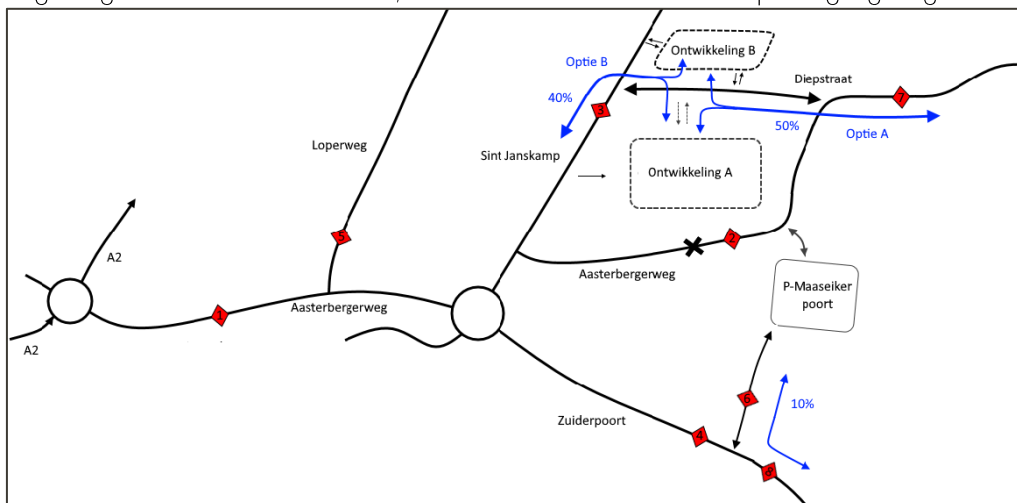 Ontwikkeling B
Optie B
Diepstraat
7
40%
3
50%
Optie A
Loperweg
Sint Janskamp
Ontwikkeling A
5
2
A2
Aasterbergerweg
P-Maaseiker
poort
Aasterbergerweg
1
A2
6
10%
Zuiderpoort
4
8